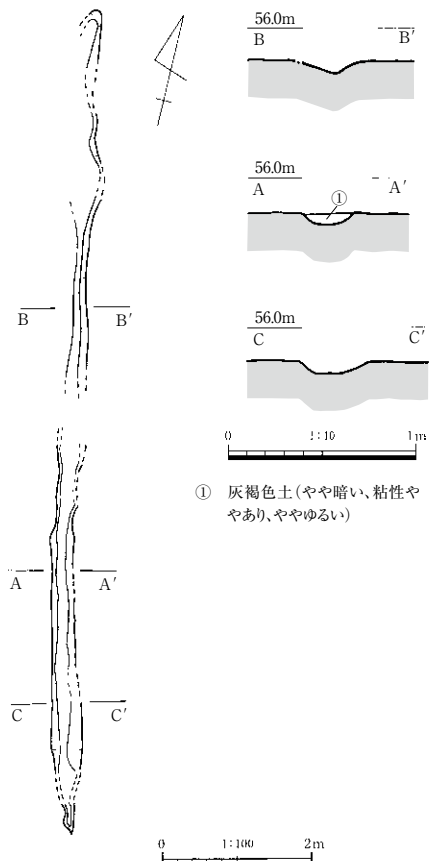 56.0m
B B′
56.0m
A A′
①
56.0m
C C′
B B′
0 1:10 1m
① 灰褐色土(やや暗い、粘性や
やあり、ややゆるい)
A A′
C C′
0 1:100 2m